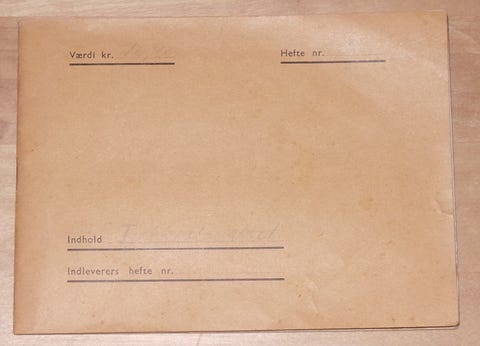 Værdi kr.
Hefte nr.
Indhold
Indleverers hefte nr.